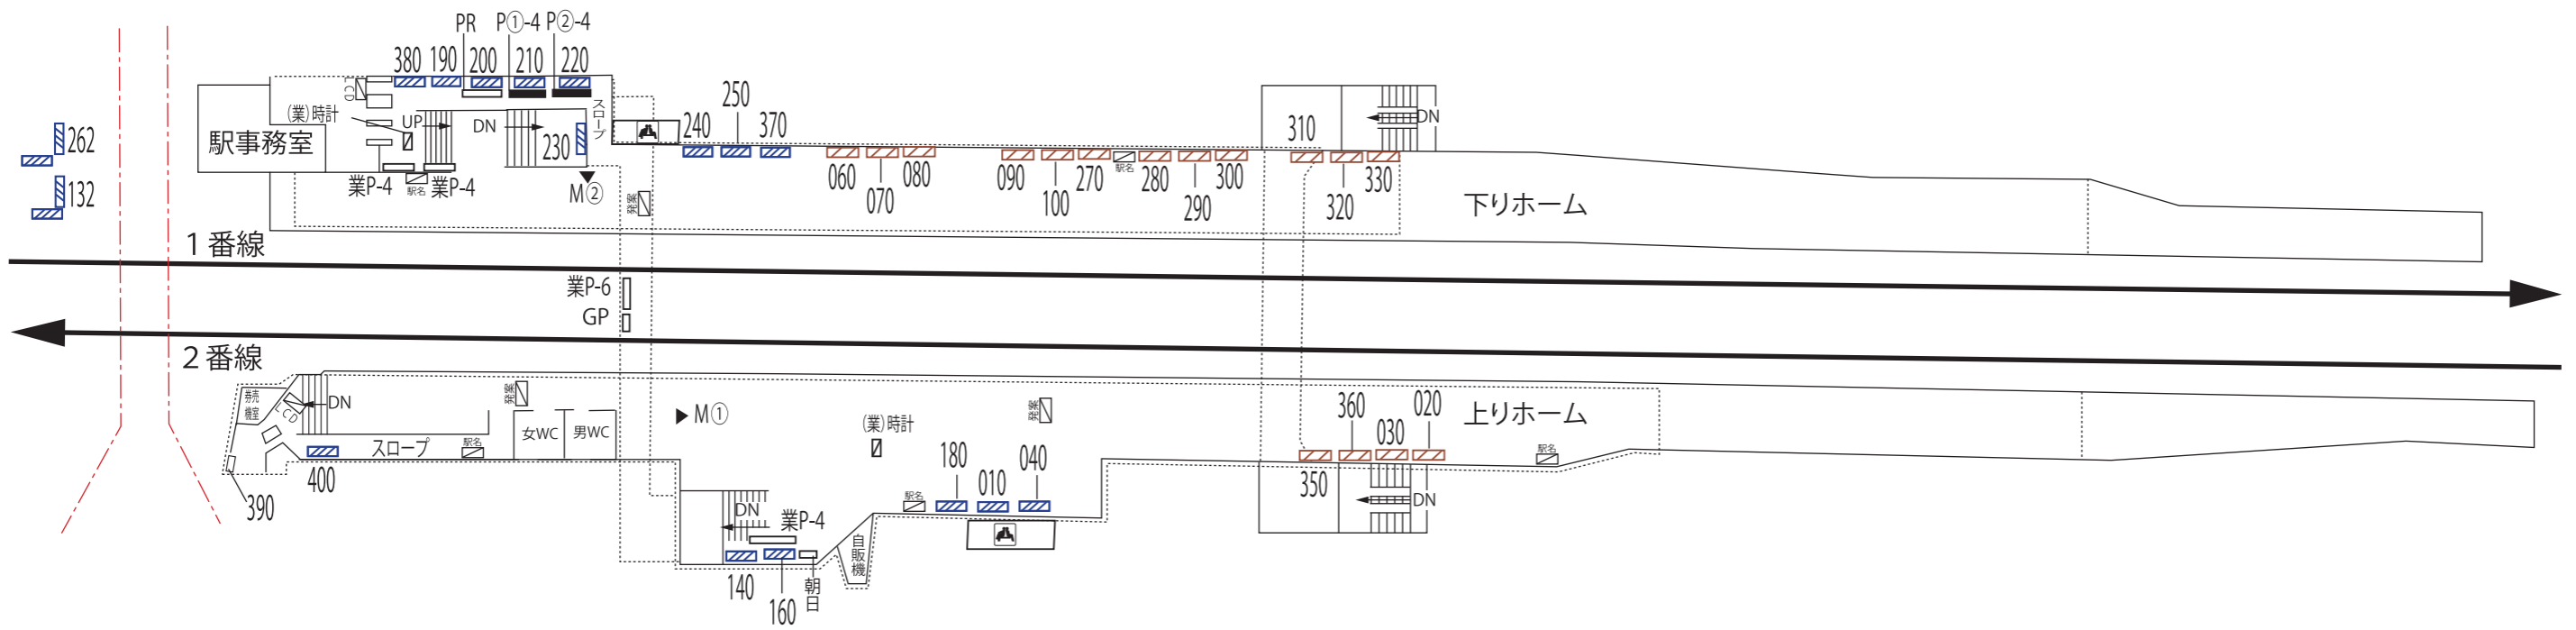 PR
P①-4
P②-4
380
190
200
210
220
LCD
(業)時計
UP
DN
スロープ
駅事務室
230
262
132
業P-4
駅名
業P-4
M②
発案
240
250
370
060
070
080
090
100
270
駅名
280
290
300
310
320
330
DN
下りホーム
1番線
業P-6
GP
2番線
券売
機室
LCD
DN
発案
390
400
スロープ
駅名
女WC
男WC
M①
DN
業P-4
140
160
朝
日
自
販
機
(業)時計
駅名
180
010
040
発案
350
360
030
020
DN
上りホーム
駅名